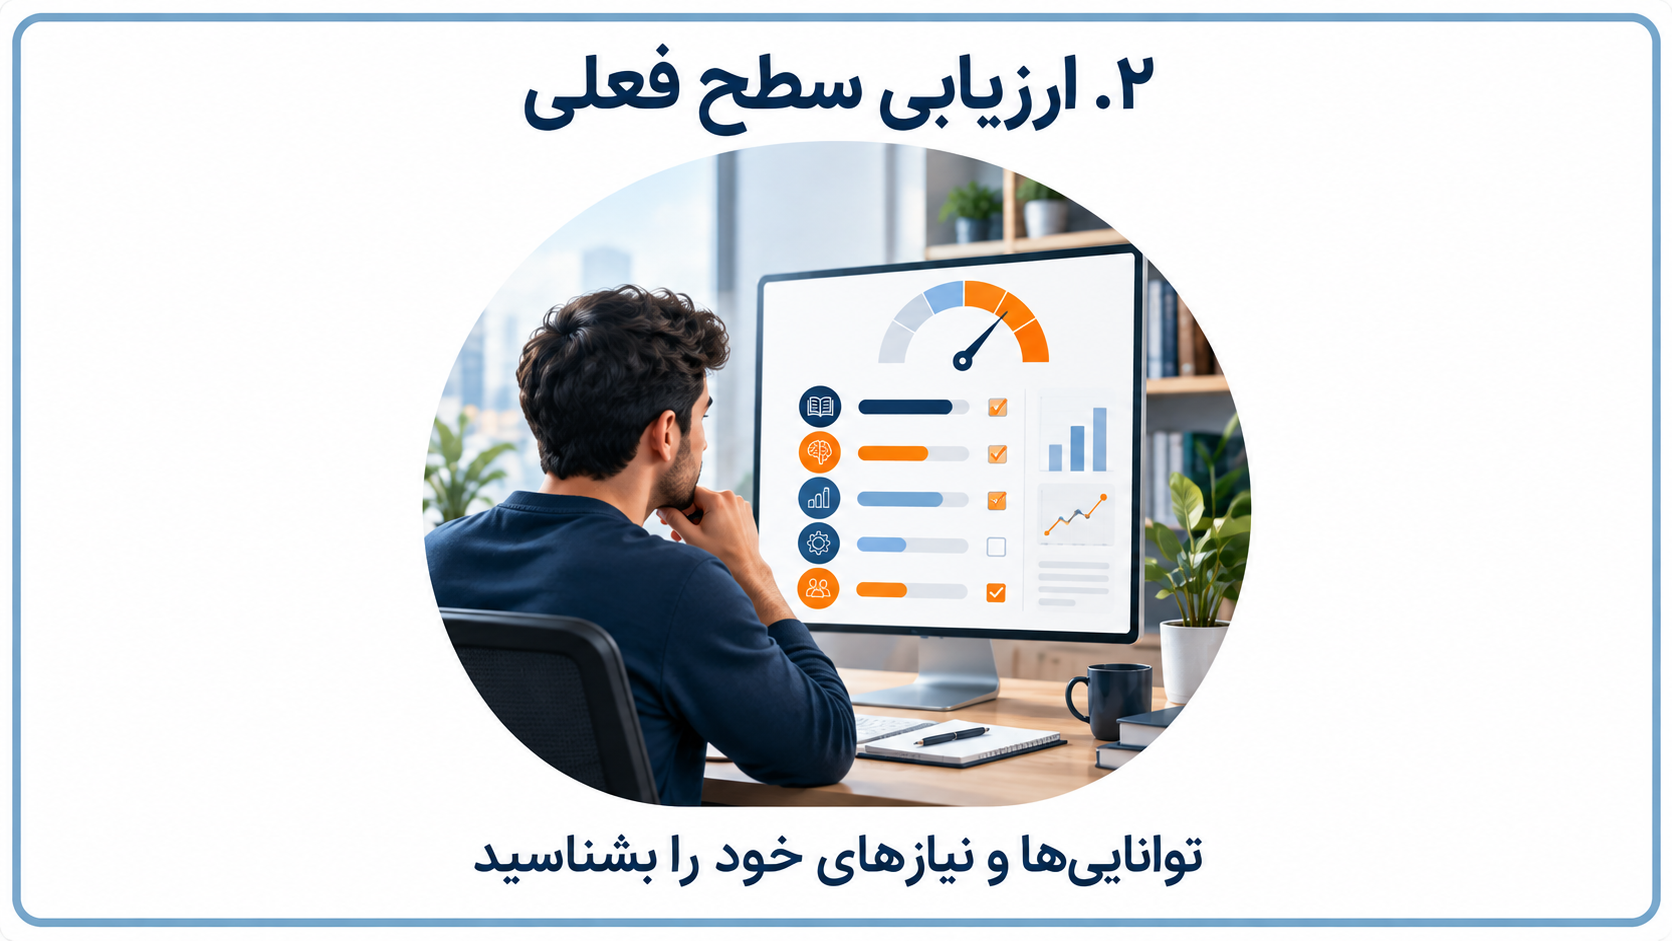 ۲. ارزیابی سطح فعلی
توانایی‌ها و نیازهای خود را بشناسید